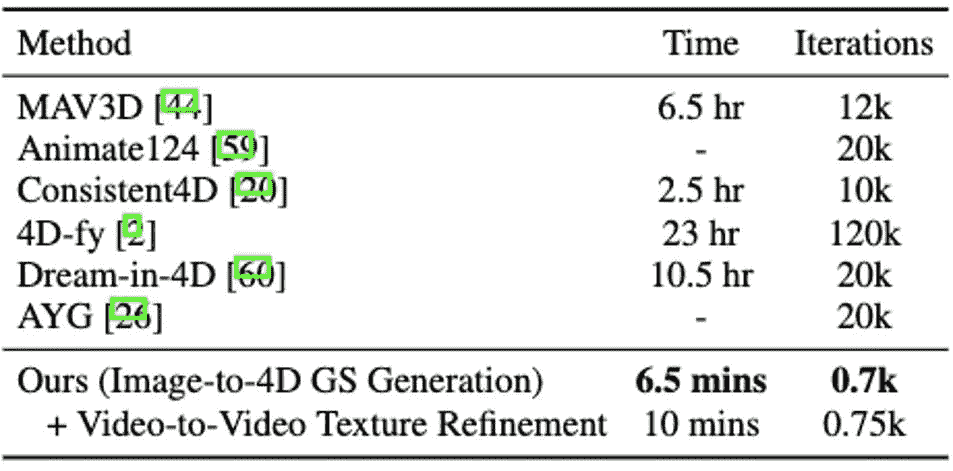 Method Time Iterations
MAV3D [44] 6.5 hr 12k
Animate124 [59] - 20k
Consistent4D [20] 2.5 hr 10k
4D-fy [2] 23 hr 120k
Dream-in-4D [60] 10.5 hr 20k
AYG [26] - 20k
Ours (Image-to-4D GS Generation) 6.5 mins 0.7k
+ Video-to-Video Texture Refinement 10 mins 0.75k